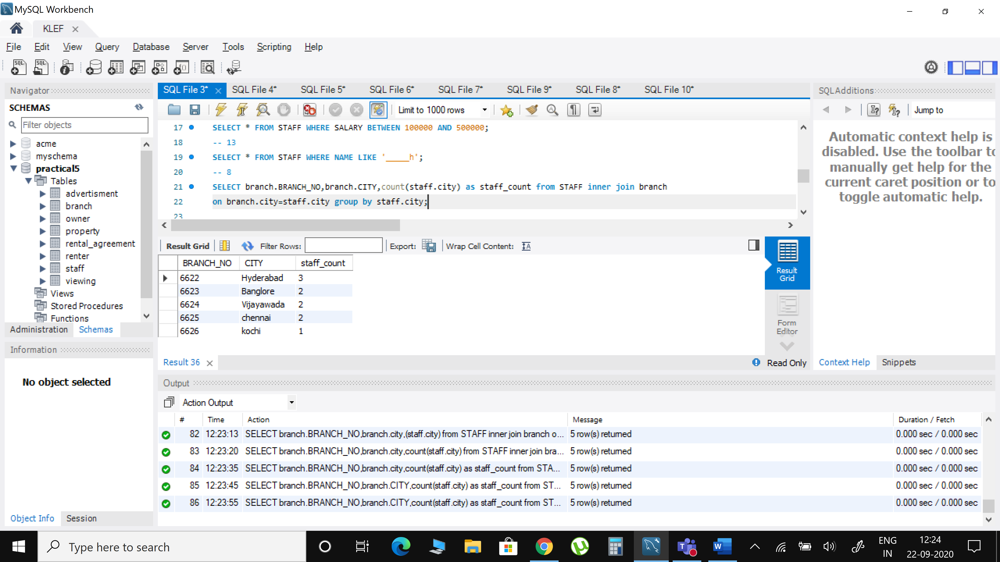 MySQL Workbench
KLEF
File Edit View Query Database Server Tools Scripting Help
Navigator
SCHEMAS
Filter objects
acme
myschema
practical5
Tables
advertisment
branch
owner
property
rental_agreement
renter
staff
viewing
Views
Stored Procedures
Functions
Administration Schemas
Information
No object selected
Object Info Session
SQL File 3* SQL File 4* SQL File 5* SQL File 6* SQL File 7* SQL File 9* SQL File 8* SQL File 10*
Limit to 1000 rows
17 SELECT * FROM STAFF WHERE SALARY BETWEEN 100000 AND 500000;
18 -- 13
19 SELECT * FROM STAFF WHERE NAME LIKE '_____h';
20 -- 8
21 SELECT branch.BRANCH_NO,branch.CITY,count(staff.city) as staff_count from STAFF inner join branch
22 on branch.city=staff.city group by staff.city;
23
Result Grid Filter Rows: Export: Wrap Cell Content:
BRANCH_NO CITY staff_count
6622 Hyderabad 3
6623 Banglore 2
6624 Vijayawada 2
6625 chennai 2
6626 kochi 1
Result
Grid
Form
Editor
Result 36
Read Only
SQLAdditions
Jump to
Automatic context help is
disabled. Use the toolbar to
manually get help for the
current caret position or to
toggle automatic help.
Context Help Snippets
Output
Action Output
# Time Action Message Duration / Fetch
82 12:23:13 SELECT branch.BRANCH_NO,branch.city,(staff.city) from STAFF inner join branch o... 5 row(s) returned 0.000 sec / 0.000 sec
83 12:23:20 SELECT branch.BRANCH_NO,branch.city,count(staff.city) from STAFF inner join bra... 5 row(s) returned 0.000 sec / 0.000 sec
84 12:23:35 SELECT branch.BRANCH_NO,branch.city,count(staff.city) as staff_count from STA... 5 row(s) returned 0.000 sec / 0.000 sec
85 12:23:45 SELECT branch.BRANCH_NO,branch.CITY,count(staff.city) as staff_count from ST... 5 row(s) returned 0.000 sec / 0.000 sec
86 12:23:55 SELECT branch.BRANCH_NO,branch.CITY,count(staff.city) as staff_count from ST... 5 row(s) returned 0.000 sec / 0.000 sec
Type here to search
ENG
IN
12:24
22-09-2020